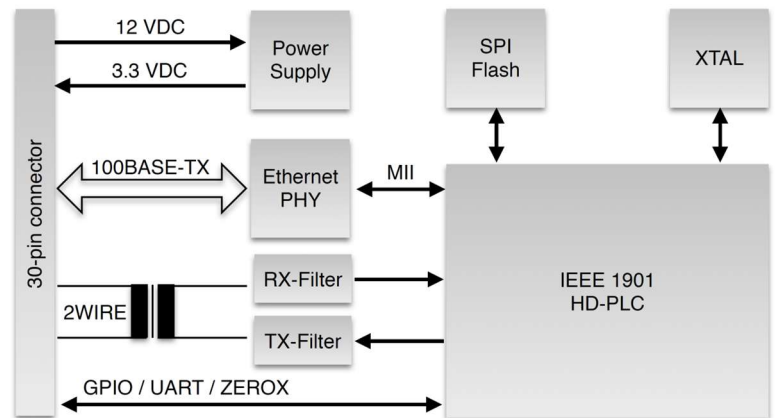 12 VDC
3.3 VDC
Power
Supply
SPI
Flash
XTAL
30-pin connector
100BASE-TX
Ethernet
PHY
MII
2WIRE
RX-Filter
TX-Filter
IEEE 1901
HD-PLC
GPIO / UART / ZEROX